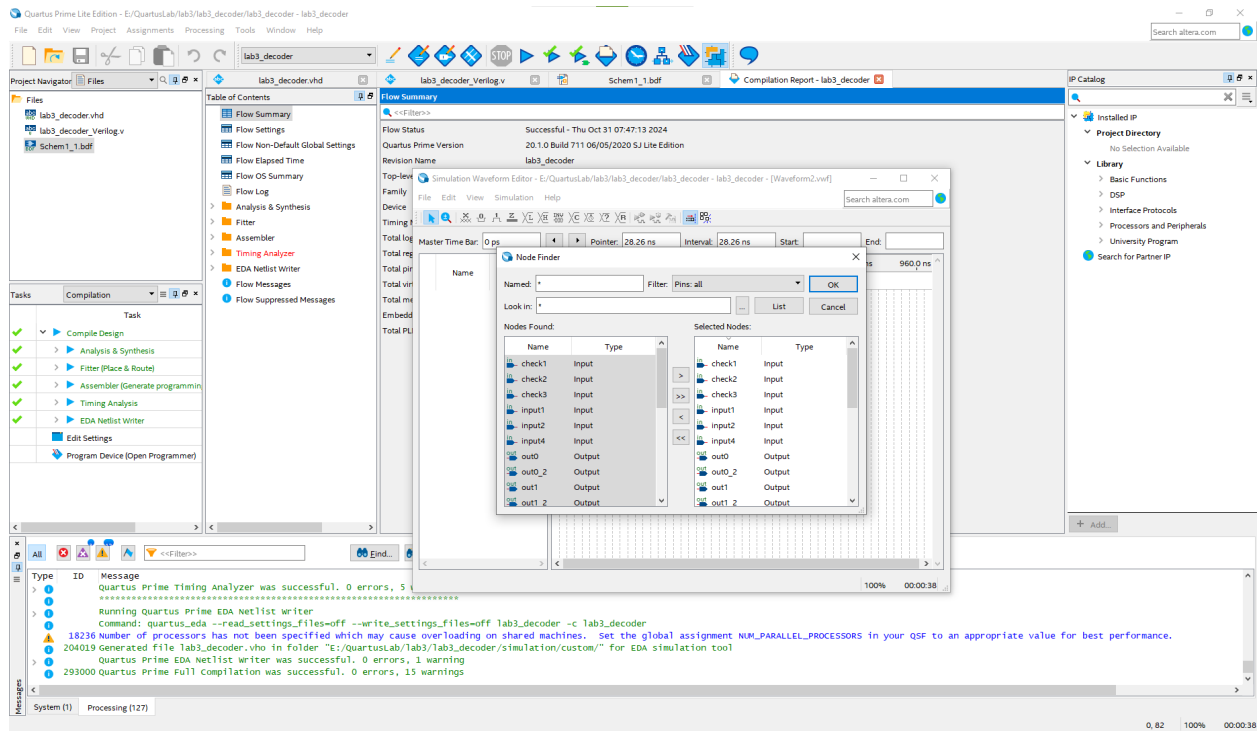 Quartus Prime Lite Edition - E:/QuartusLab/lab3/lab3_decoder/lab3_decoder - lab3_decoder
File Edit View Project Assignments Processing Tools Window Help
Search altera.com
lab3_decoder
STOP
Project Navigator Files
Files
lab3_decoder.vhd
lab3_decoder_Verilog.v
Schem1_1.bdf
lab3_decoder.vhd
lab3_decoder_Verilog.v
Schem1_1.bdf
Compilation Report - lab3_decoder
Table of Contents
Flow Summary
Flow Settings
Flow Non-Default Global Settings
Flow Elapsed Time
Flow OS Summary
Flow Log
Analysis & Synthesis
Fitter
Assembler
Timing Analyzer
EDA Netlist Writer
Flow Messages
Flow Suppressed Messages
Flow Summary
<<Filter>>
Flow Status Successful - Thu Oct 31 07:47:13 2024
Quartus Prime Version 20.1.0 Build 711 06/05/2020 SJ Lite Edition
Revision Name lab3_decoder
Top-leve
Family
Device
Timing
Total log
Total reg
Total pin
Total vir
Total me
Embedd
Total PL
IP Catalog
Installed IP
Project Directory
No Selection Available
Library
Basic Functions
DSP
Interface Protocols
Processors and Peripherals
University Program
Search for Partner IP
+ Add...
Tasks Compilation
Task
Compile Design
Analysis & Synthesis
Fitter (Place & Route)
Assembler (Generate programmin
Timing Analysis
EDA Netlist Writer
Edit Settings
Program Device (Open Programmer)
Simulation Waveform Editor - E:/QuartusLab/lab3/lab3_decoder/lab3_decoder - lab3_decoder - [Waveform2.vwf]
File Edit View Simulation Help
Search altera.com
Master Time Bar: 0 ps Pointer: 28.26 ns Interval: 28.26 ns Start: End:
Name
960.0 ns
Node Finder
Named: * Filter: Pins: all OK
Look in: * ... List Cancel
Nodes Found: Selected Nodes:
Name Type Name Type
check1 Input check1 Input
check2 Input check2 Input
check3 Input check3 Input
input1 Input input1 Input
input2 Input input2 Input
input4 Input input4 Input
out0 Output out0 Output
out0_2 Output out0_2 Output
out1 Output out1 Output
out1_2 Output out1_2 Output
>
>>
<
<<
100% 00:00:38
All <<Filter>> Find...
Type ID Message
Quartus Prime Timing Analyzer was successful. 0 errors, 5
Running Quartus Prime EDA Netlist Writer
Command: quartus_eda --read_settings_files=off --write_settings_files=off lab3_decoder -c lab3_decoder
18236 Number of processors has not been specified which may cause overloading on shared machines. Set the global assignment NUM_PARALLEL_PROCESSORS in your QSF to an appropriate value for best performance.
204019 Generated file lab3_decoder.vho in folder "E:/QuartusLab/lab3/lab3_decoder/simulation/custom/" for EDA simulation tool
Quartus Prime EDA Netlist Writer was successful. 0 errors, 1 warning
293000 Quartus Prime Full Compilation was successful. 0 errors, 15 warnings
Messages
System (1) Processing (127)
0, 82 100% 00:00:38